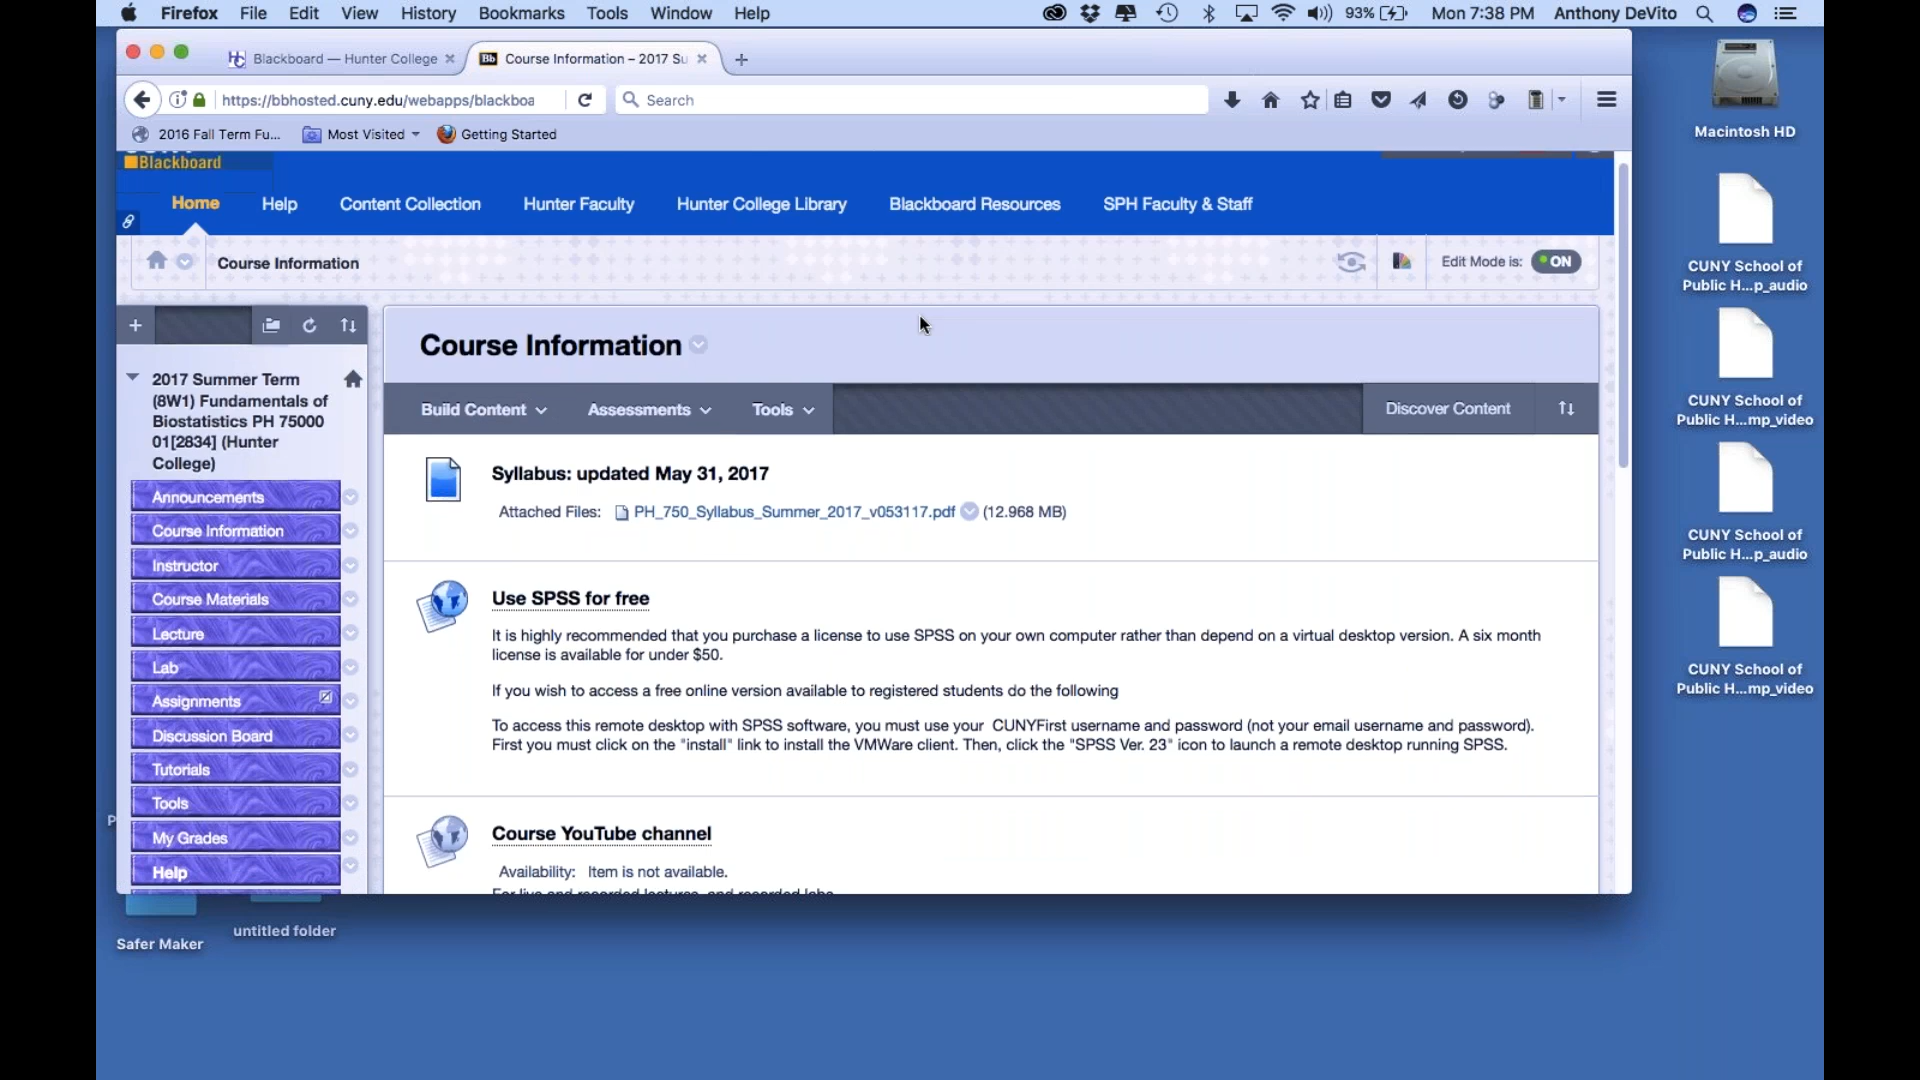 Firefox File Edit View History Bookmarks Tools Window Help 93% Mon 7:38 PM Anthony DeVito
Blackboard — Hunter College Bb Course Information – 2017 Su
https://bbhosted.cuny.edu/webapps/blackboa Search
2016 Fall Term Fu... Most Visited Getting Started
Blackboard
Home Help Content Collection Hunter Faculty Hunter College Library Blackboard Resources SPH Faculty & Staff
Course Information Edit Mode is: ON
Course Information
Build Content Assessments Tools Discover Content
2017 Summer Term
(8W1) Fundamentals of
Biostatistics PH 75000
01[2834] (Hunter
College)
Announcements
Course Information
Instructor
Course Materials
Lecture
Lab
Assignments
Discussion Board
Tutorials
Tools
My Grades
Help
Syllabus: updated May 31, 2017
Attached Files: PH_750_Syllabus_Summer_2017_v053117.pdf (12.968 MB)
Use SPSS for free
It is highly recommended that you purchase a license to use SPSS on your own computer rather than depend on a virtual desktop version. A six month
license is available for under $50.
If you wish to access a free online version available to registered students do the following
To access this remote desktop with SPSS software, you must use your CUNYFirst username and password (not your email username and password).
First you must click on the "install" link to install the VMWare client. Then, click the "SPSS Ver. 23" icon to launch a remote desktop running SPSS.
Course YouTube channel
Availability: Item is not available.
For live and recorded lectures, and recorded labs
Macintosh HD
CUNY School of
Public H...p_audio
CUNY School of
Public H...mp_video
CUNY School of
Public H...p_audio
CUNY School of
Public H...mp_video
P
Safer Maker
untitled folder